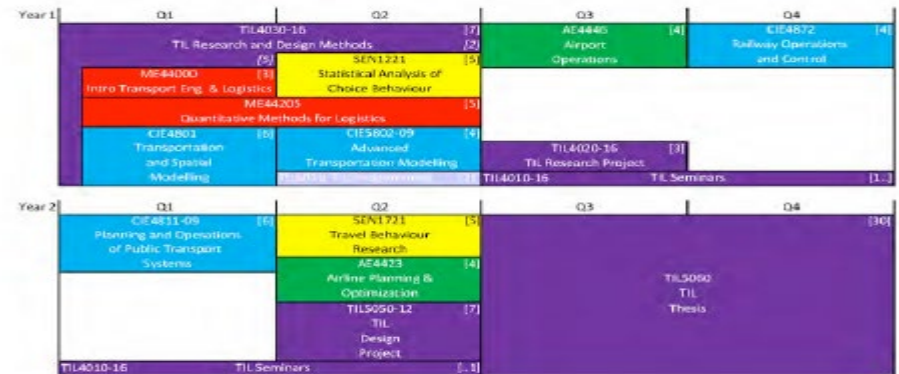 Year 1 Q1 Q2 Q3 Q4
TIL4030-16 [7]
TIL Research and Design Methods [2]
[5]
AE4446 [4]
Airport
Operations
CIE4872 [4]
Railway Operations
and Control
ME44000 [3]
Intro Transport Eng. & Logistics
SEN1221 [5]
Statistical Analysis of
Choice Behaviour
ME44205 [5]
Quantitative Methods for Logistics
CIE4801 [6]
Transportation
and Spatial
Modelling
CIE5802-09 [4]
Advanced
Transportation Modelling
TIL4020-16 [3]
TIL Research Project
TIL4010-16 TIL Seminars [1..]
Year 2 Q1 Q2 Q3 Q4
CIE4811-09 [6]
Planning and Operations
of Public Transport
Systems
SEN1721 [5]
Travel Behaviour
Research
AE4423 [4]
Airline Planning &
Optimization
TIL5050-12 [7]
TIL
Design
Project
[30]
TIL5060
TIL
Thesis
TIL4010-16 TIL Seminars [..1]